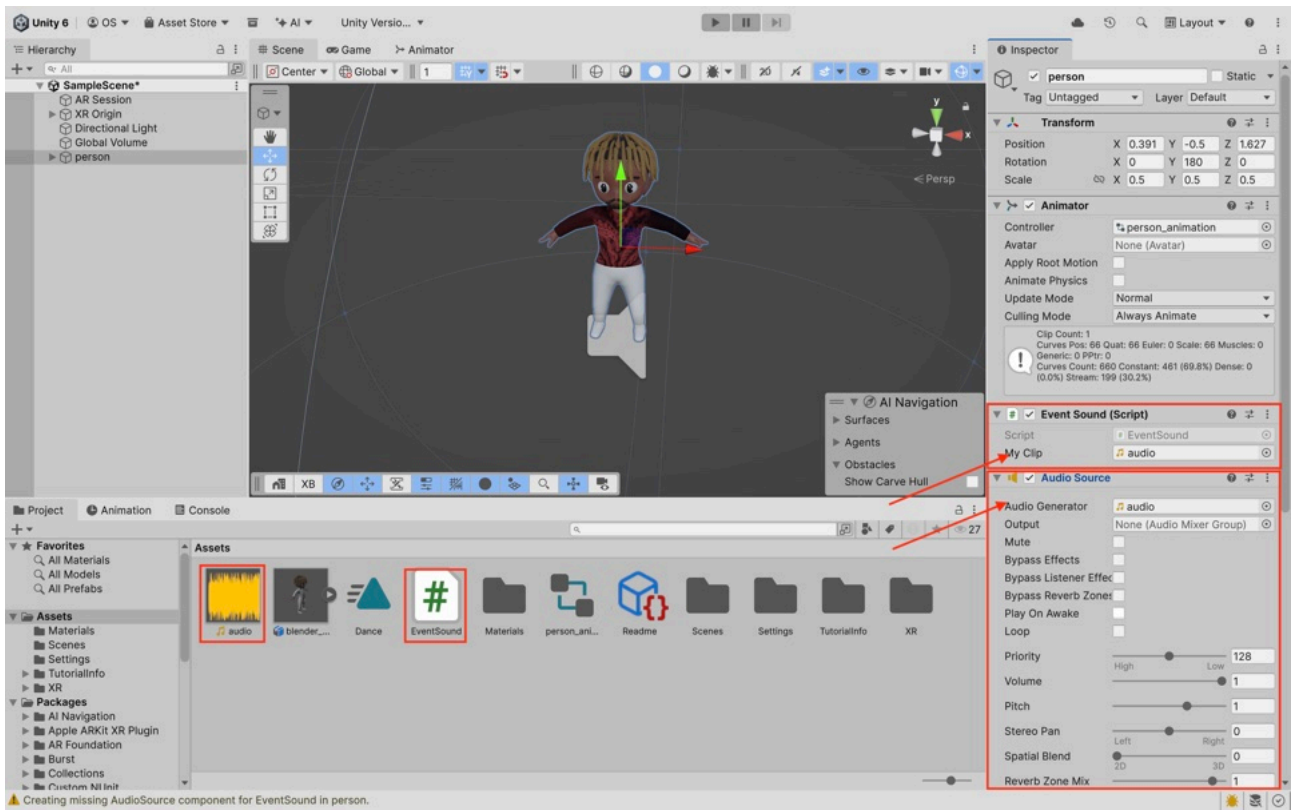 Unity 6 OS Asset Store AI Unity Versio... Layout
Hierarchy
All
SampleScene*
AR Session
XR Origin
Directional Light
Global Volume
person
Scene Game Animator
Center Global 1 2D
y
x
Persp
AI Navigation
Surfaces
Agents
Obstacles
Show Carve Hull
XB
Inspector
person Static
Tag Untagged Layer Default
Transform
Position X 0.391 Y -0.5 Z 1.627
Rotation X 0 Y 180 Z 0
Scale X 0.5 Y 0.5 Z 0.5
Animator
Controller person_animation
Avatar None (Avatar)
Apply Root Motion
Animate Physics
Update Mode Normal
Culling Mode Always Animate
Clip Count: 1
Curves Pos: 66 Quat: 66 Euler: 0 Scale: 66 Muscles: 0
Generic: 0 PPtr: 0
Curves Count: 660 Constant: 461 (69.8%) Dense: 0
(0.0%) Stream: 199 (30.2%)
# Event Sound (Script)
Script # EventSound
My Clip audio
Audio Source
Audio Generator audio
Output None (Audio Mixer Group)
Mute
Bypass Effects
Bypass Listener Effec
Bypass Reverb Zones
Play On Awake
Loop
Priority 128
High Low
Volume 1
Pitch 1
Stereo Pan 0
Left Right
Spatial Blend 0
2D 3D
Reverb Zone Mix 1
Project Animation Console
27
Favorites
All Materials
All Models
All Prefabs
Assets
Materials
Scenes
Settings
TutorialInfo
XR
Packages
AI Navigation
Apple ARKit XR Plugin
AR Foundation
Burst
Collections
Custom NUnit
Assets
#
audio blender_... Dance EventSound Materials person_ani... Readme Scenes Settings TutorialInfo XR
Creating missing AudioSource component for EventSound in person.